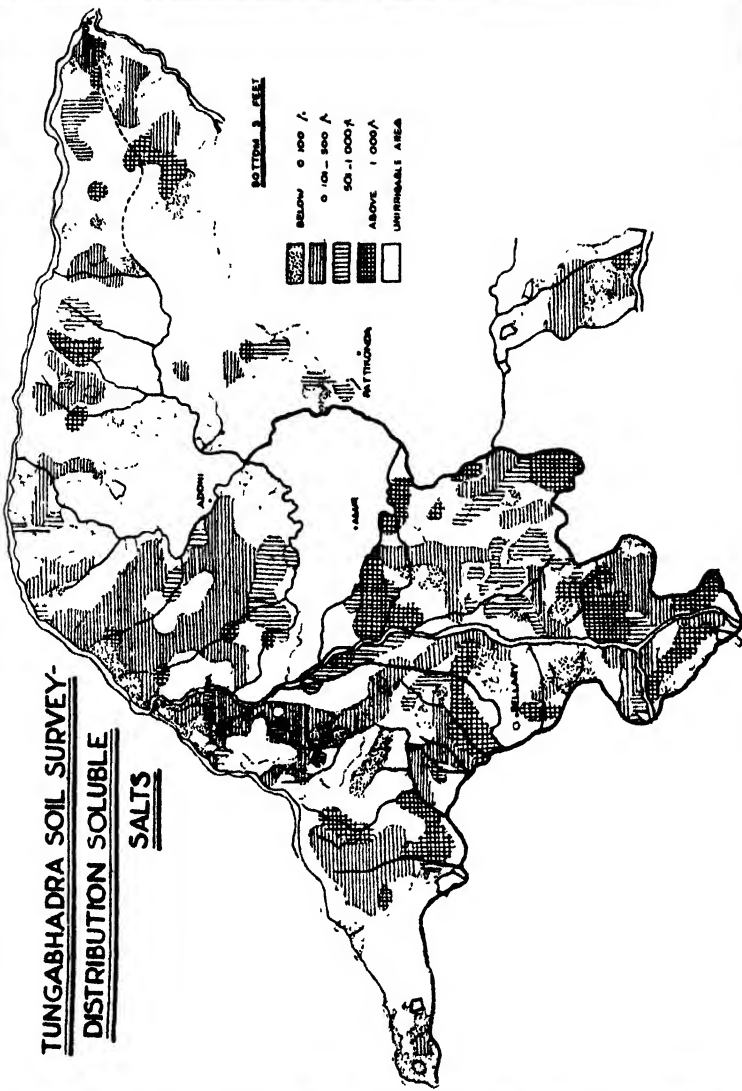 TUNGABHADRA SOIL SURVEY-
DISTRIBUTION SOLUBLE
SALTS
BOTTOM 3 FEET
BELOW 0 100 /.
0 101 - 500 /.
501-1 000 /.
ABOVE 1 000 /.
UNIRRIGABLE AREA
ADONI
PATTIKONDA
ALUR
BELLARY